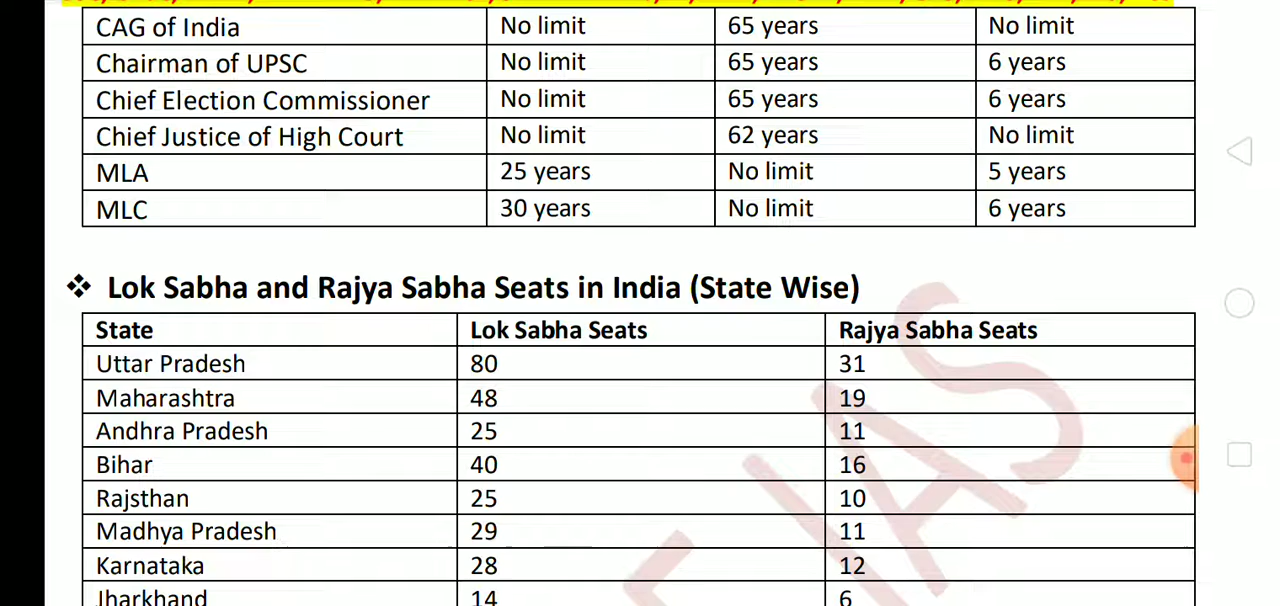 CAG of India No limit 65 years No limit
Chairman of UPSC No limit 65 years 6 years
Chief Election Commissioner No limit 65 years 6 years
Chief Justice of High Court No limit 62 years No limit
MLA 25 years No limit 5 years
MLC 30 years No limit 6 years
❖ Lok Sabha and Rajya Sabha Seats in India (State Wise)
State Lok Sabha Seats Rajya Sabha Seats
Uttar Pradesh 80 31
Maharashtra 48 19
Andhra Pradesh 25 11
Bihar 40 16
Rajsthan 25 10
Madhya Pradesh 29 11
Karnataka 28 12
Jharkhand 14 6
IAS